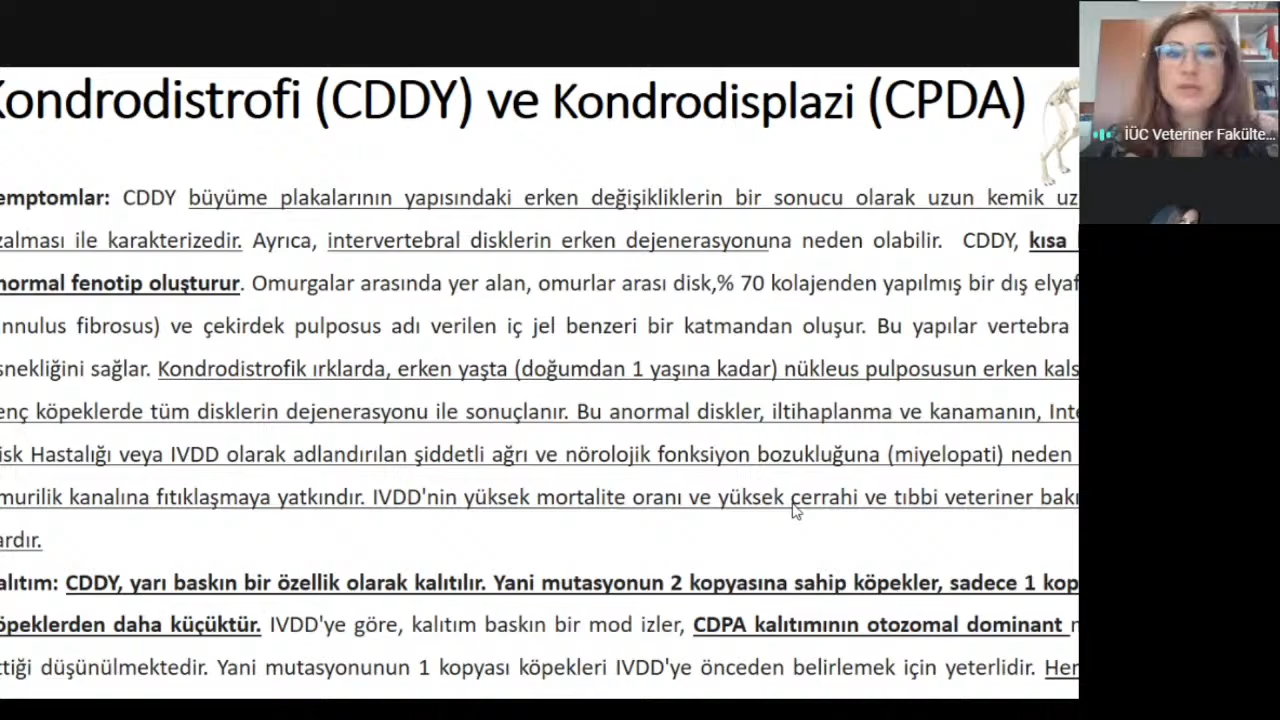 Kondrodistrofi (CDDY) ve Kondrodisplazi (CPDA)
İÜC Veteriner Fakülte...
emptomlar: CDDY büyüme plakalarının yapısındaki erken değişikliklerin bir sonucu olarak uzun kemik uz
zalması ile karakterizedir. Ayrıca, intervertebral disklerin erken dejenerasyonuna neden olabilir. CDDY, kısa
normal fenotip oluşturur. Omurgalar arasında yer alan, omurlar arası disk,% 70 kolajenden yapılmış bir dış elyaf
nnulus fibrosus) ve çekirdek pulposus adı verilen iç jel benzeri bir katmandan oluşur. Bu yapılar vertebra
snekliğini sağlar. Kondrodistrofik ırklarda, erken yaşta (doğumdan 1 yaşına kadar) nükleus pulposusun erken kals
enç köpeklerde tüm disklerin dejenerasyonu ile sonuçlanır. Bu anormal diskler, iltihaplanma ve kanamanın, Inte
isk Hastalığı veya IVDD olarak adlandırılan şiddetli ağrı ve nörolojik fonksiyon bozukluğuna (miyelopati) neden
murilik kanalına fıtıklaşmaya yatkındır. IVDD'nin yüksek mortalite oranı ve yüksek cerrahi ve tıbbi veteriner bakı
ardır.
alıtım: CDDY, yarı baskın bir özellik olarak kalıtılır. Yani mutasyonun 2 kopyasına sahip köpekler, sadece 1 kop
öpeklerden daha küçüktür. IVDD'ye göre, kalıtım baskın bir mod izler, CDPA kalıtımının otozomal dominant
ttiği düşünülmektedir. Yani mutasyonunun 1 kopyası köpekleri IVDD'ye önceden belirlemek için yeterlidir. Her